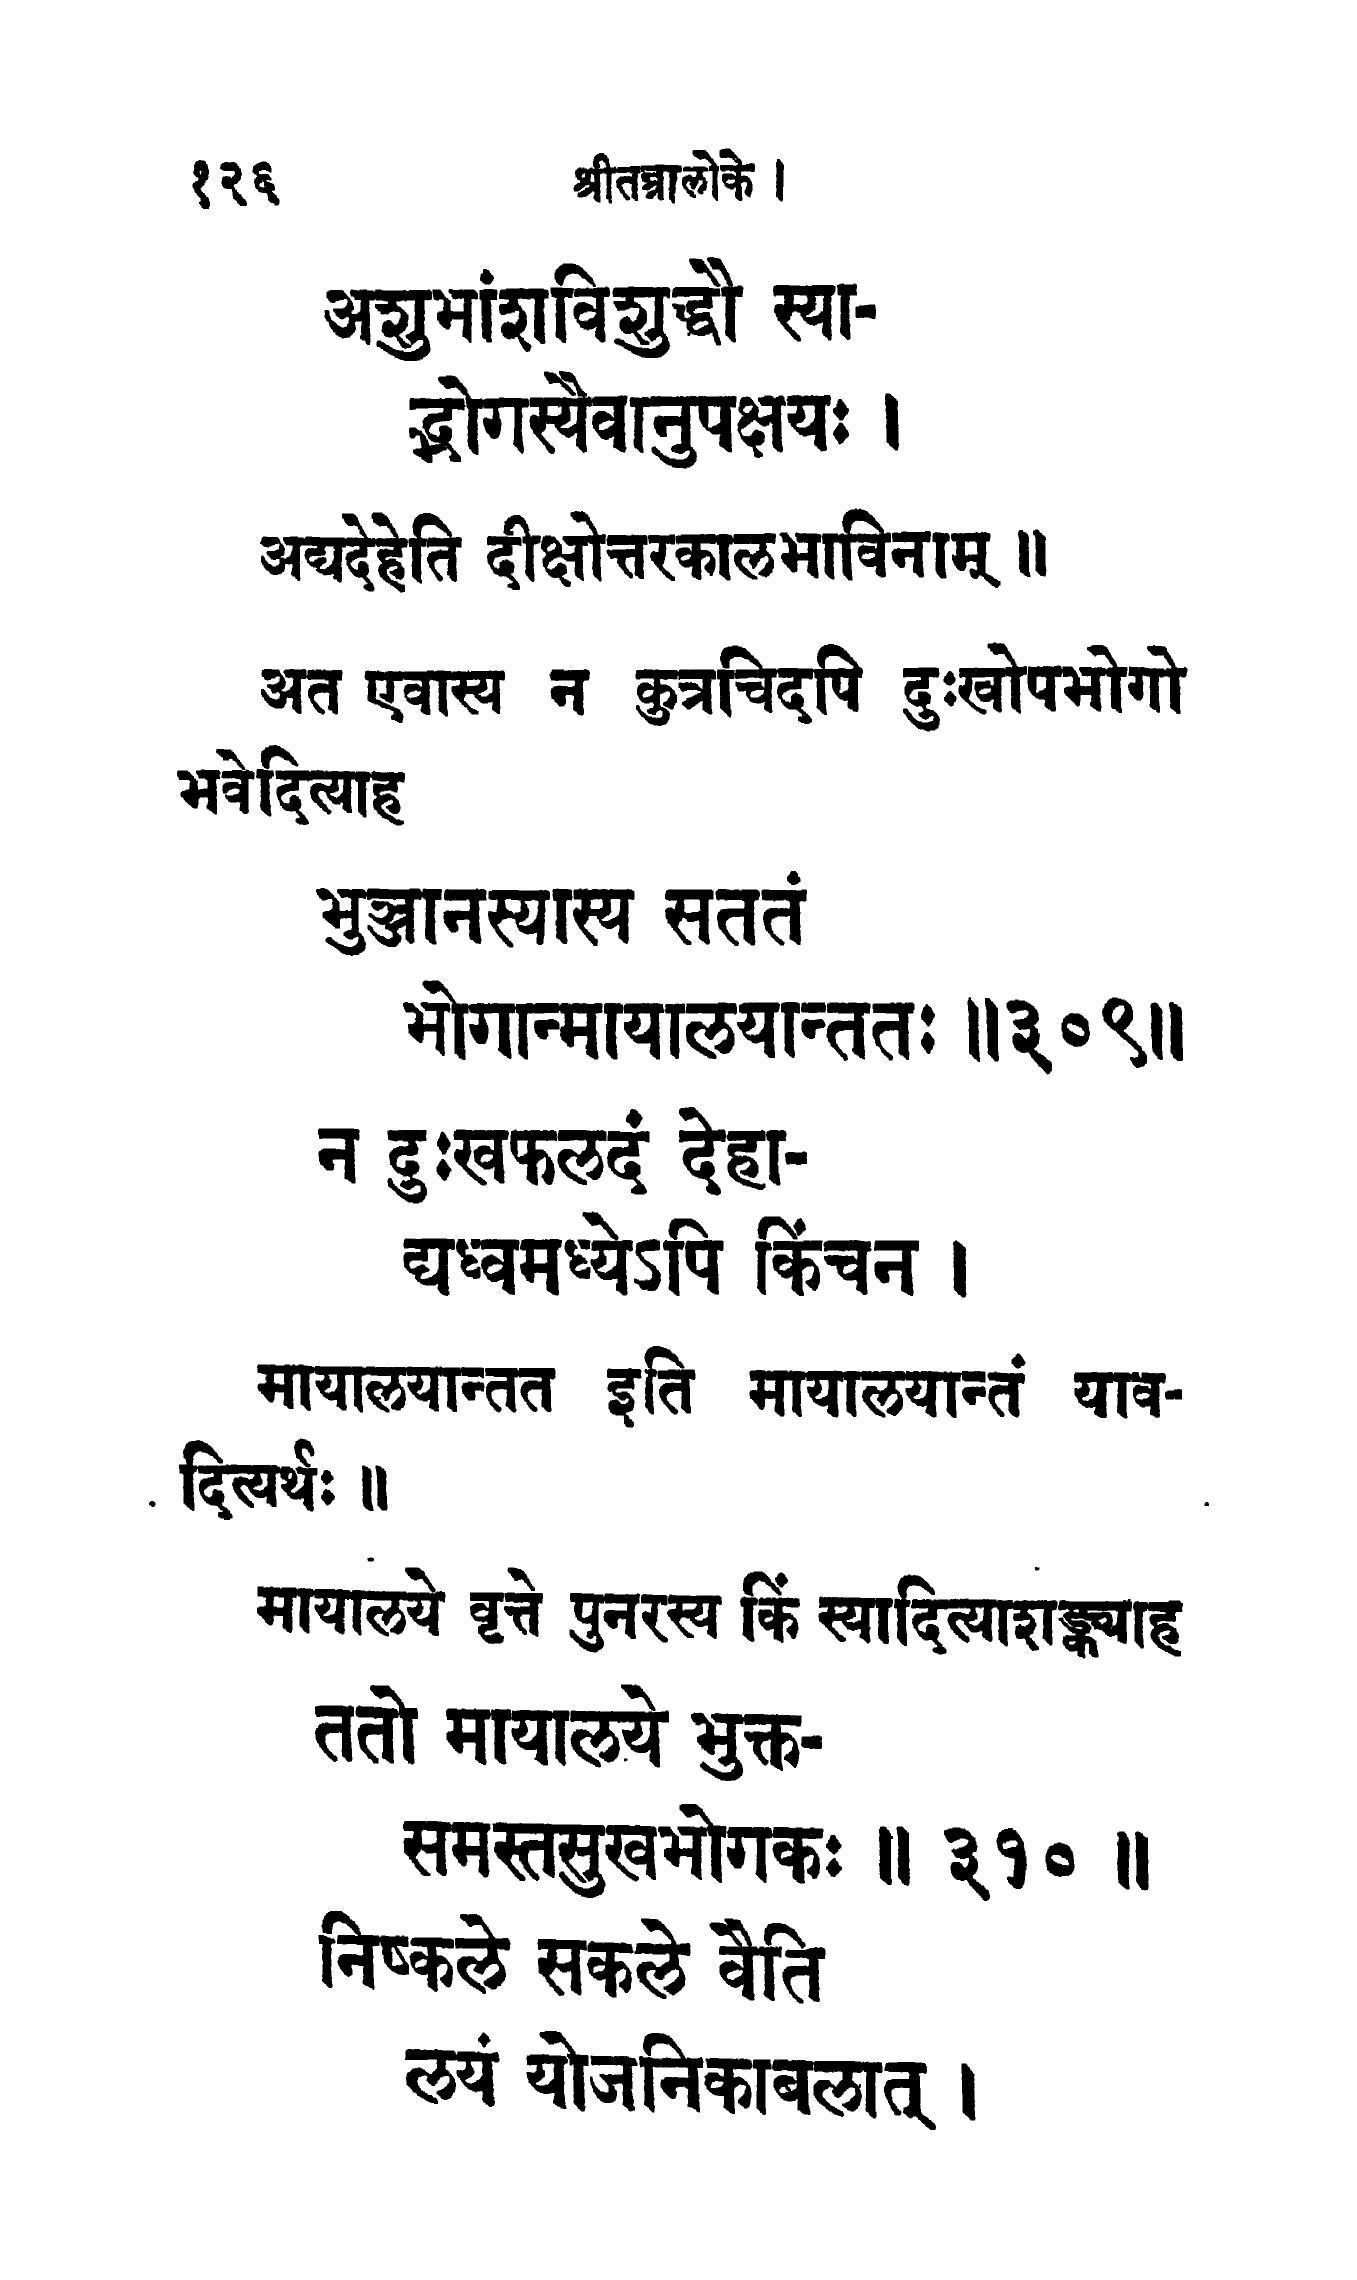 १२६ श्रीतन्त्रालोके ।
अशुभांशविशुद्धौ स्या-
द्भोगस्यैवानुपक्षयः ।
अद्यदेहेति दीक्षोत्तरकालभाविनाम् ॥
अत एवास्य न कुत्रचिदपि दुःखोपभोगो
भवेदित्याह
भुञ्जानस्यास्य सततं
भोगान्मायालयान्ततः ॥३०९॥
न दुःखफलदं देहा-
द्यध्वमध्येऽपि किंचन ।
मायालयान्तत इति मायालयान्तं याव-
दित्यर्थः ॥
मायालये वृत्ते पुनरस्य किं स्यादित्याशङ्क्याह
ततो मायालये भुक्त-
समस्तसुखभोगकः ॥ ३१० ॥
निष्कले सकले वैति
लयं योजनिकाबलात् ।